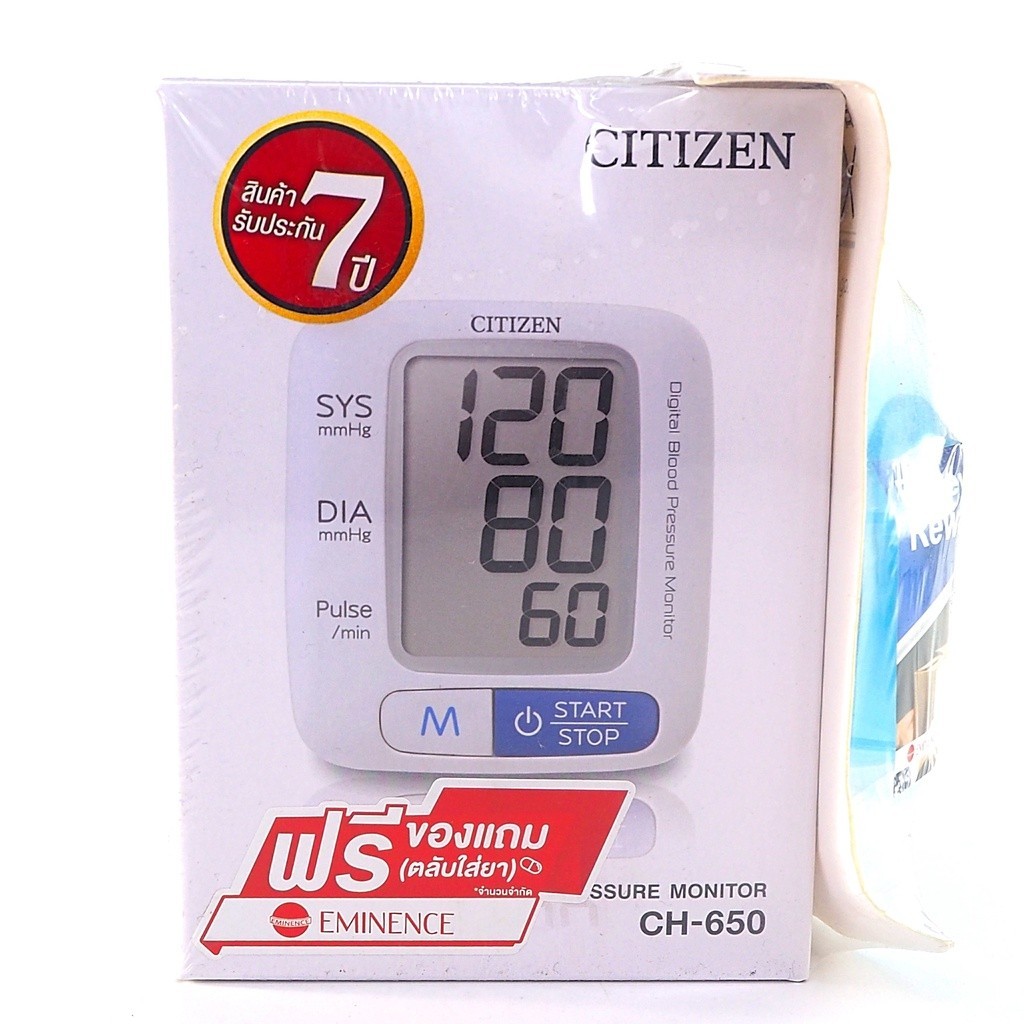 CITIZEN
สินค้า
รับประกัน
7
ปี
CITIZEN
SYS
mmHg
120
DIA
mmHg
80
Pulse
/min
60
Digital Blood Pressure Monitor
M
START
STOP
ฟรี
ของแถม
(ตลับใส่ยา)
*จำนวนจำกัด
EMINENCE
EMINENCE
SSURE MONITOR
CH-650